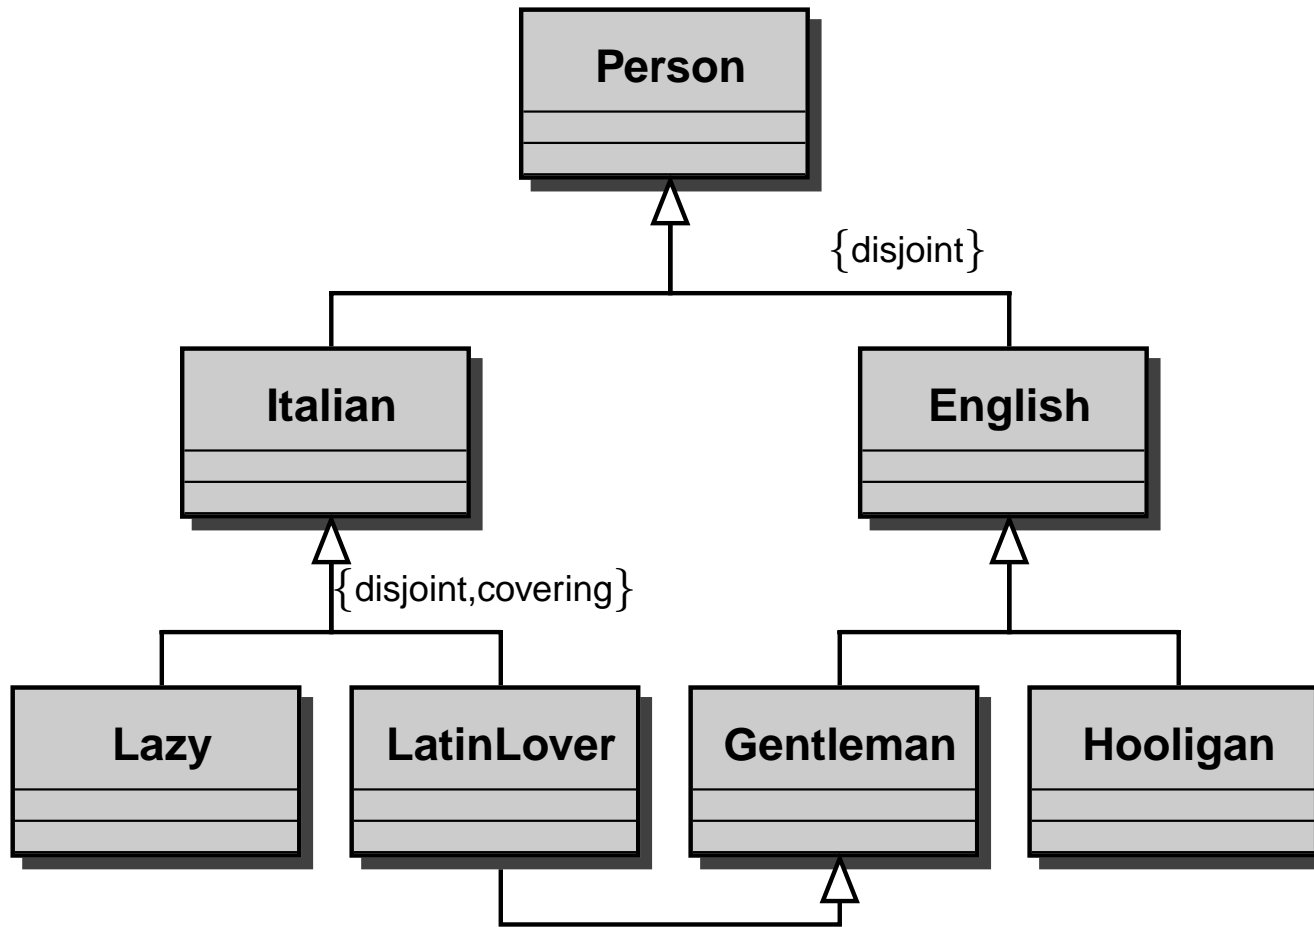 Person
{disjoint}
Italian
English
{disjoint,covering}
Lazy
LatinLover
Gentleman
Hooligan